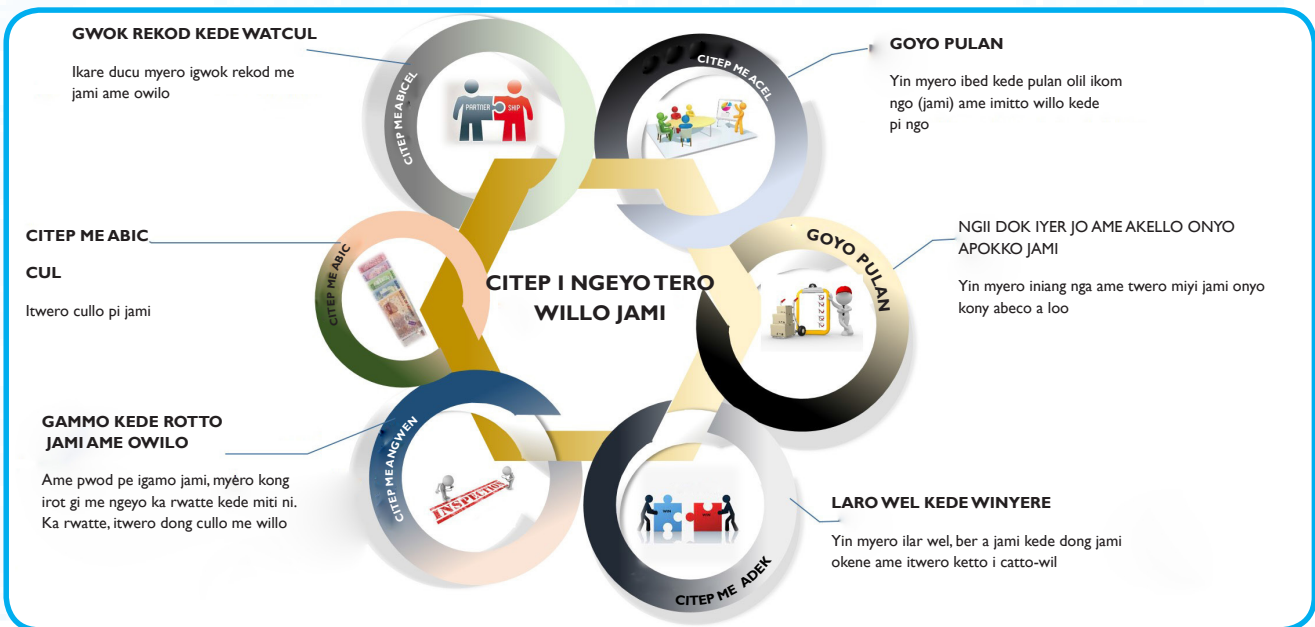 CITEP I NGEYO TERO
WILLO JAMI
CITEP ME ACEL
GOYO PULAN
Yin myero ibed kede pulan olil ikom
ngo (jami) ame imitto willo kede
pi ngo
GOYO PULAN
NGII DOK IYER JO AME AKELLO ONYO
APOKKO JAMI
Yin myero iniang nga ame twero miyi jami onyo
kony abeco a loo
CITEP ME ADEK
LARO WEL KEDE WINYERE
Yin myero ilar wel, ber a jami kede dong jami
okene ame itwero ketto i catto-wil
CITEP MEANGWEN
INSPECTION
GAMMO KEDE ROTTO
JAMI AME OWILO
Ame pwod pe igamo jami, myero kong
irot gi me ngeyo ka rwatte kede miti ni.
Ka rwatte, itwero dong cullo me willo
CITEP ME ABIC
CITEP ME ABIC
CUL
Itwero cullo pi jami
CITEP MEABICEL
PARTNER SHIP
GWOK REKOD KEDE WATCUL
Ikare ducu myero igwok rekod me
jami ame owilo